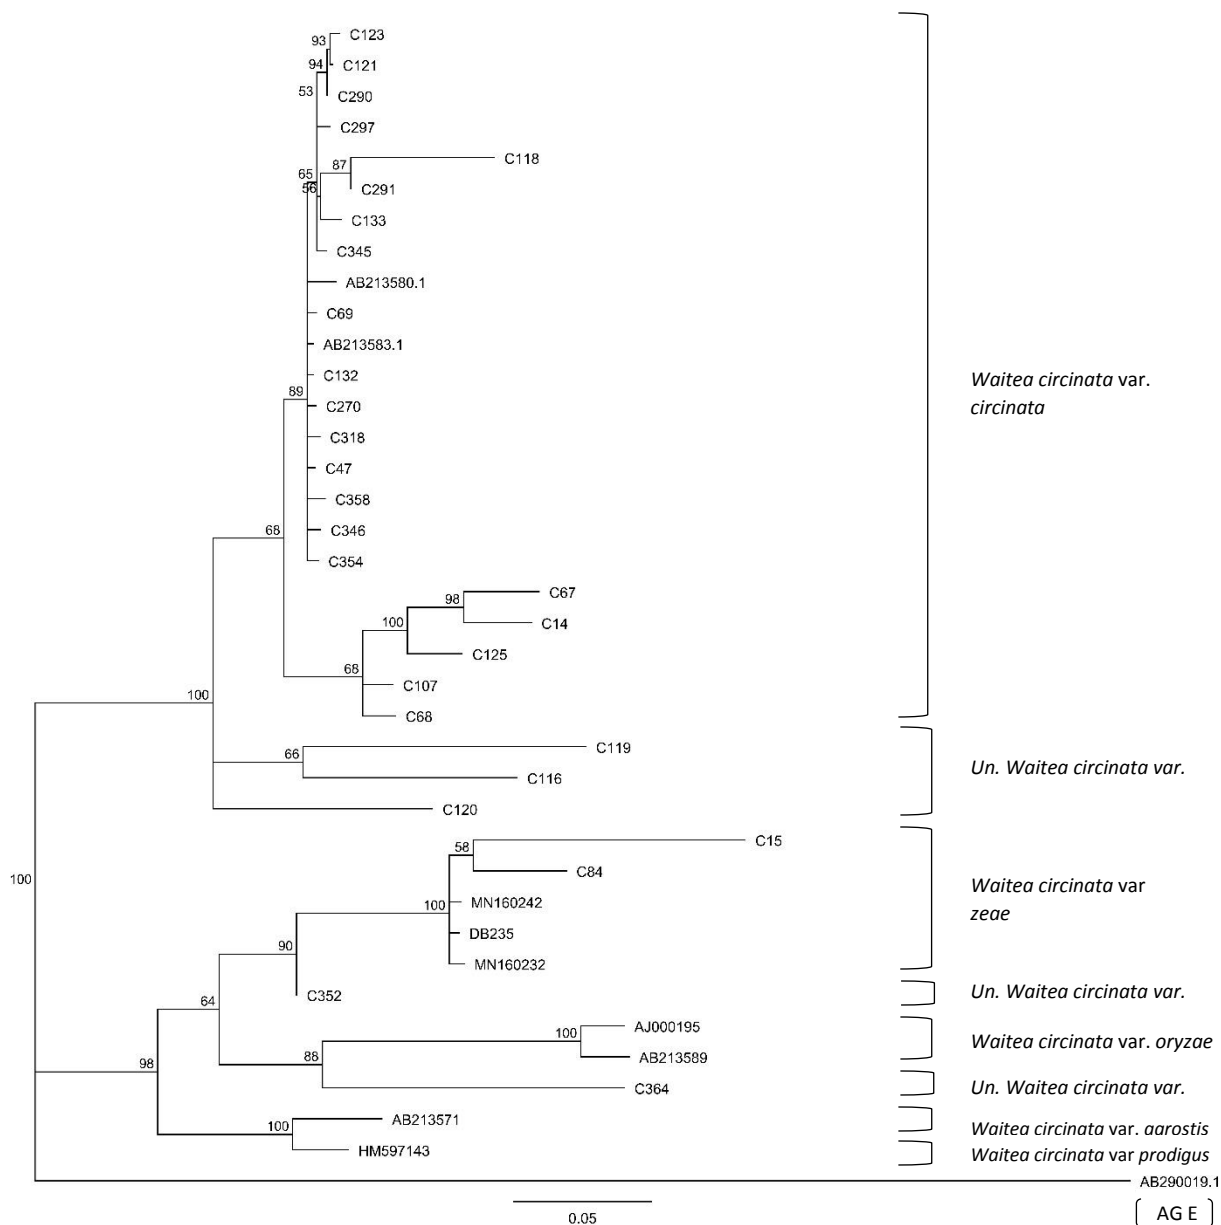 93
C123
94
C121
53
C290
C297
C118
87
65
56
C291
C133
C345
AB213580.1
C69
AB213583.1
C132
Waitea circinata var.
circinata
89
C270
C318
C47
C358
68
C346
C354
C67
98
C14
100
C125
68
C107
100
C68
C119
66
C116
Un. Waitea circinata var.
C120
C15
58
C84
100
Waitea circinata var
zeae
100
MN160242
DB235
90
MN160232
C352
Un. Waitea circinata var.
64
AJ000195
100
Waitea circinata var. oryzae
88
AB213589
98
C364
Un. Waitea circinata var.
AB213571
100
Waitea circinata var. aarostis
HM597143
Waitea circinata var prodigus
AB290019.1
0.05
AG E